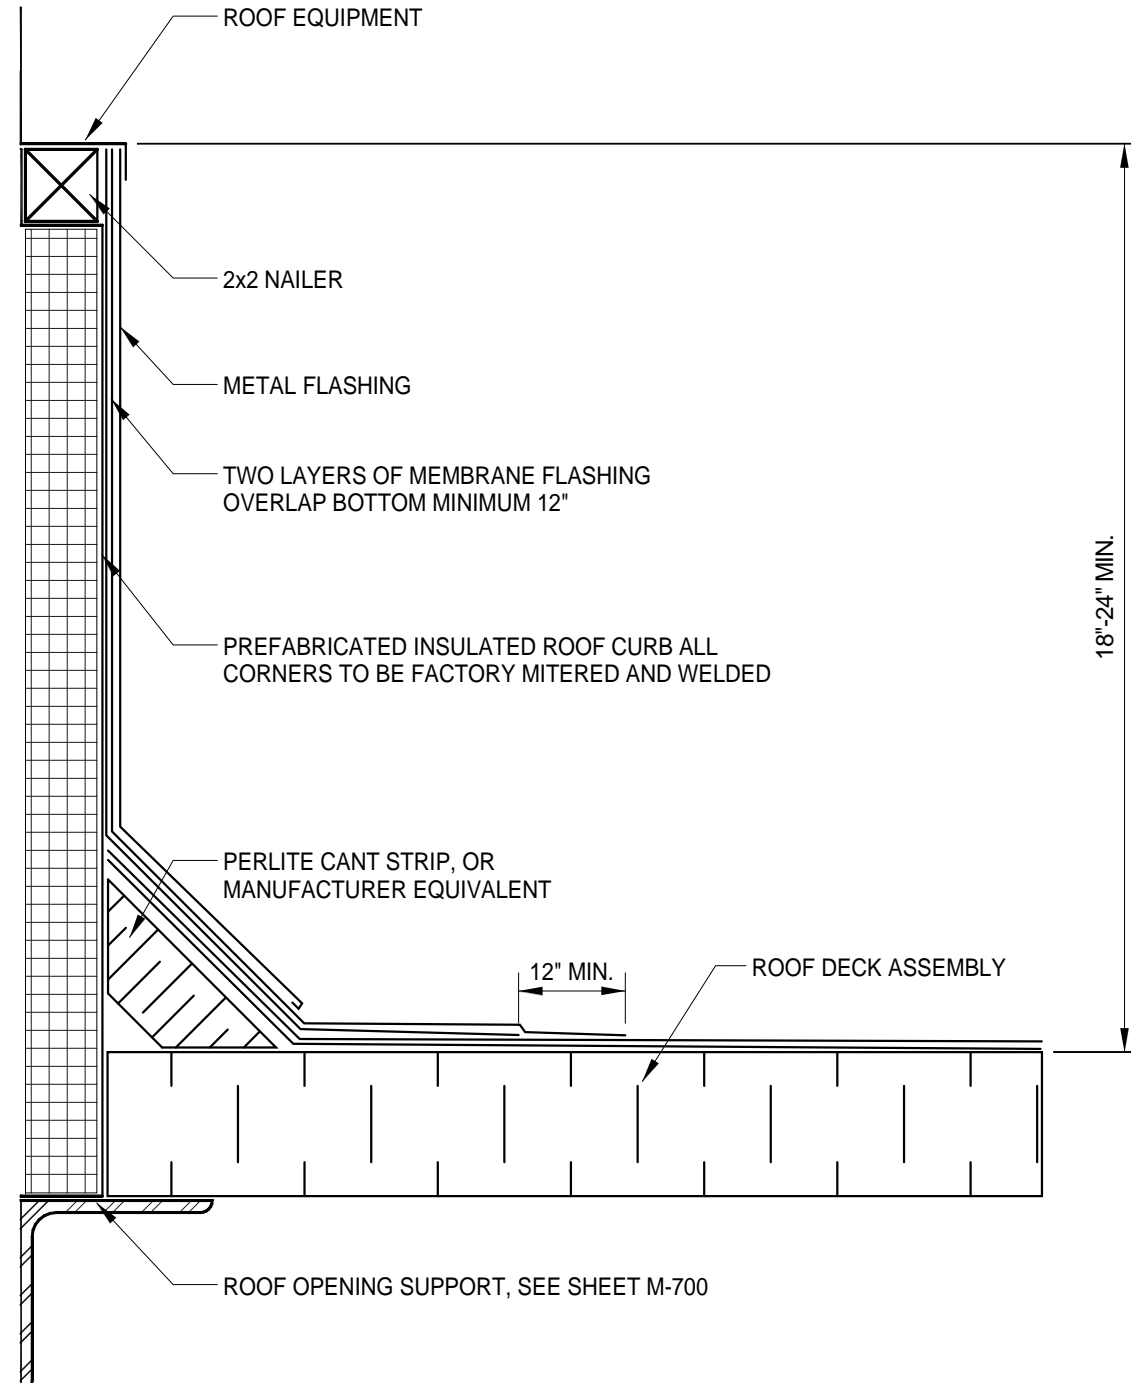 ROOF EQUIPMENT
2x2 NAILER
METAL FLASHING
TWO LAYERS OF MEMBRANE FLASHING
OVERLAP BOTTOM MINIMUM 12"
18"-24" MIN.
PREFABRICATED INSULATED ROOF CURB ALL
CORNERS TO BE FACTORY MITERED AND WELDED
PERLITE CANT STRIP, OR
MANUFACTURER EQUIVALENT
12" MIN.
ROOF DECK ASSEMBLY
ROOF OPENING SUPPORT, SEE SHEET M-700